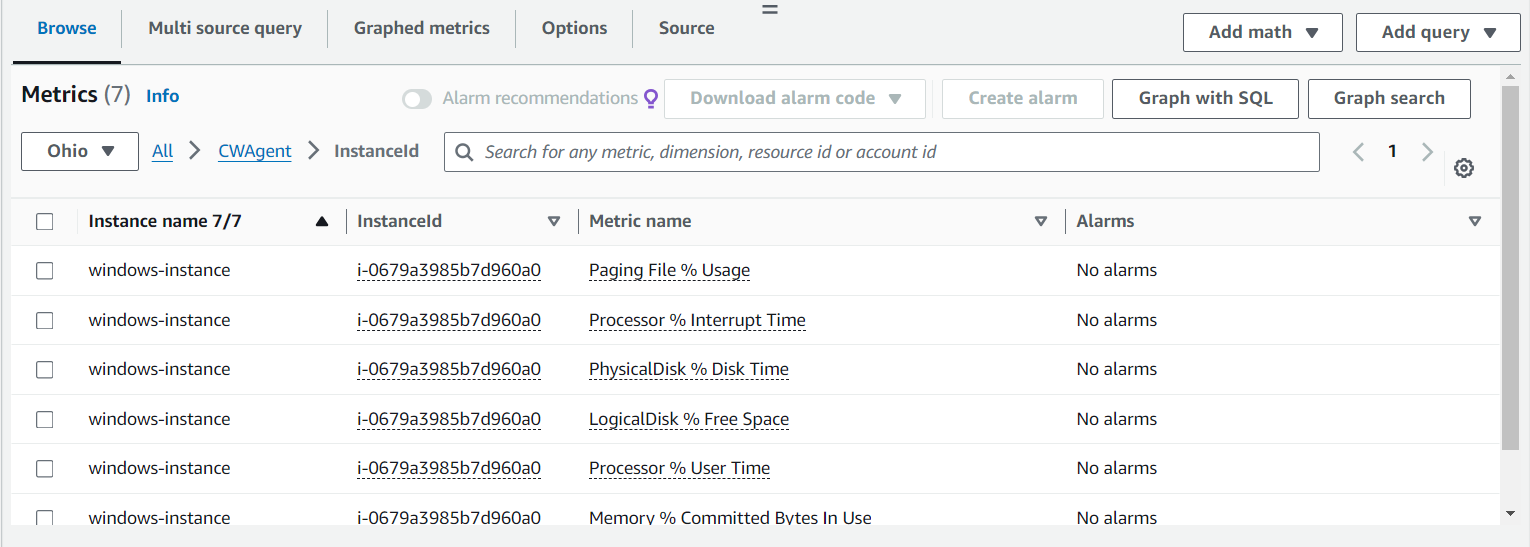 Browse Multi source query Graphed metrics Options Source Add math Add query
Metrics (7) Info Alarm recommendations Download alarm code Create alarm Graph with SQL Graph search
Ohio All CWAgent InstanceId Search for any metric, dimension, resource id or account id 1
Instance name 7/7 InstanceId Metric name Alarms
windows-instance i-0679a3985b7d960a0 Paging File % Usage No alarms
windows-instance i-0679a3985b7d960a0 Processor % Interrupt Time No alarms
windows-instance i-0679a3985b7d960a0 PhysicalDisk % Disk Time No alarms
windows-instance i-0679a3985b7d960a0 LogicalDisk % Free Space No alarms
windows-instance i-0679a3985b7d960a0 Processor % User Time No alarms
windows-instance i-0679a3985b7d960a0 Memory % Committed Bytes In Use No alarms